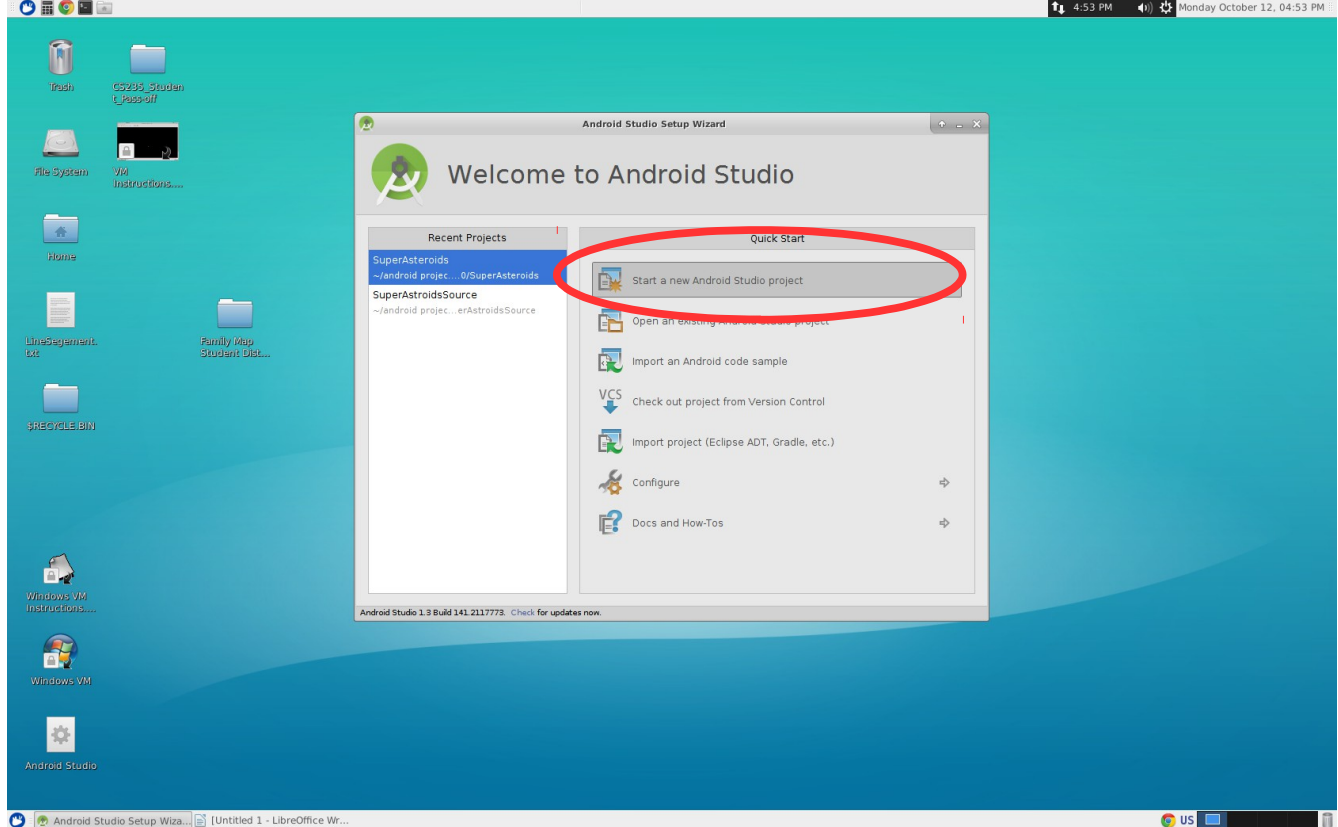 4:53 PM
Monday October 12, 04:53 PM
Trash
CS235_Studen
t_Pass-off
File System
VM
Instructions....
Home
LineSegement.
txt
Family Map
Student Dist...
$RECYCLE.BIN
Windows VM
Instructions....
Windows VM
Android Studio
Android Studio Setup Wizard
Welcome to Android Studio
Recent Projects
SuperAsteroids
~/android projec....0/SuperAsteroids
SuperAstroidsSource
~/android projec...erAstroidsSource
Quick Start
Start a new Android Studio project
Open an existing Android Studio project
Import an Android code sample
VCS
Check out project from Version Control
Import project (Eclipse ADT, Gradle, etc.)
Configure
Docs and How-Tos
Android Studio 1.3 Build 141.2117773. Check for updates now.
Android Studio Setup Wiza...
[Untitled 1 - LibreOffice Wr...
US